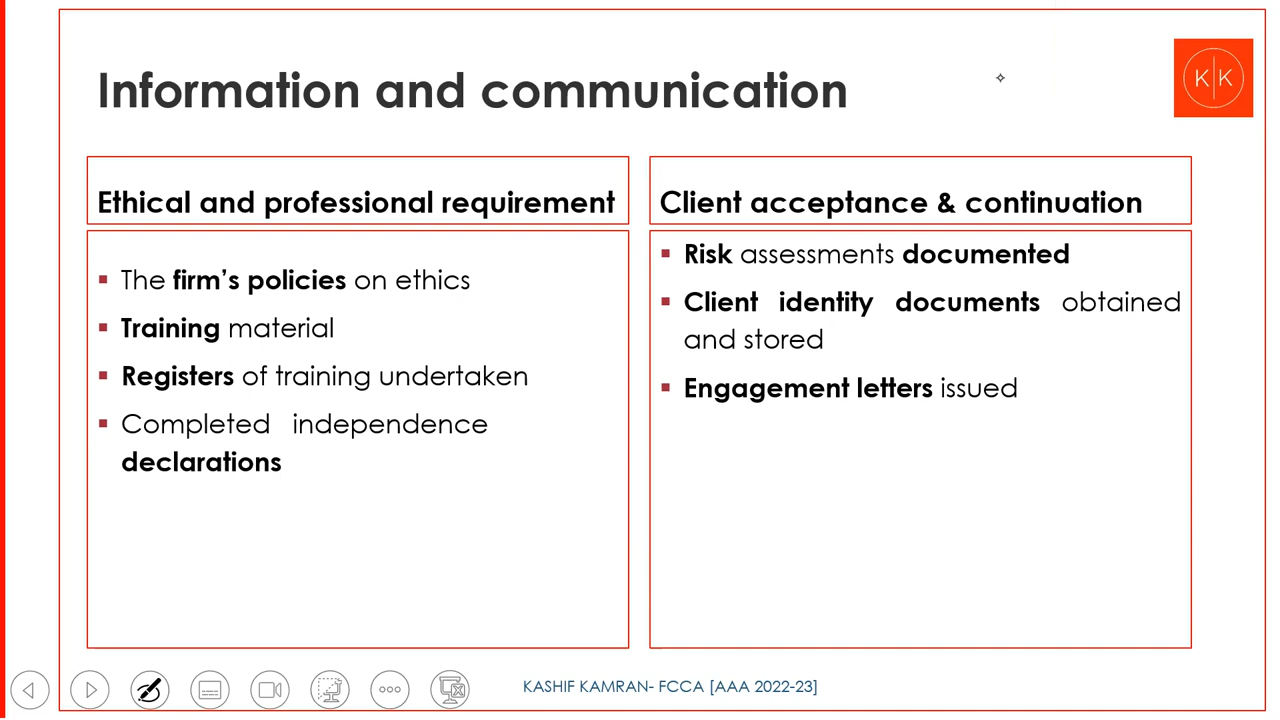 Information and communication
K|K
Ethical and professional requirement
The firm's policies on ethics
Training material
Registers of training undertaken
Completed independence
declarations
Client acceptance & continuation
Risk assessments documented
Client identity documents obtained
and stored
Engagement letters issued
KASHIF KAMRAN- FCCA [AAA 2022-23]